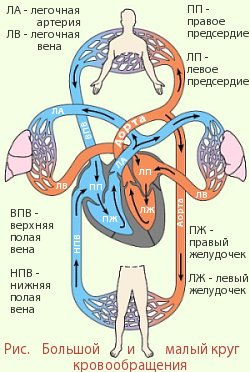 ЛА - легочная
артерия
ЛВ - легочная
вена
ПП -
правое
предсердие
ЛП -
левое
предсердие
ЛА
ВПВ
Аорта
ЛА
ЛП
ПП
ЛВ
ЛВ
ПЖ
ЛЖ
Аорта
НПВ
ВПВ -
верхняя
полая
вена
НПВ -
нижняя
полая
вена
ПЖ -
правый
желудочек
ЛЖ - левый
желудочек
Рис. Большой и малый круг
кровообращения